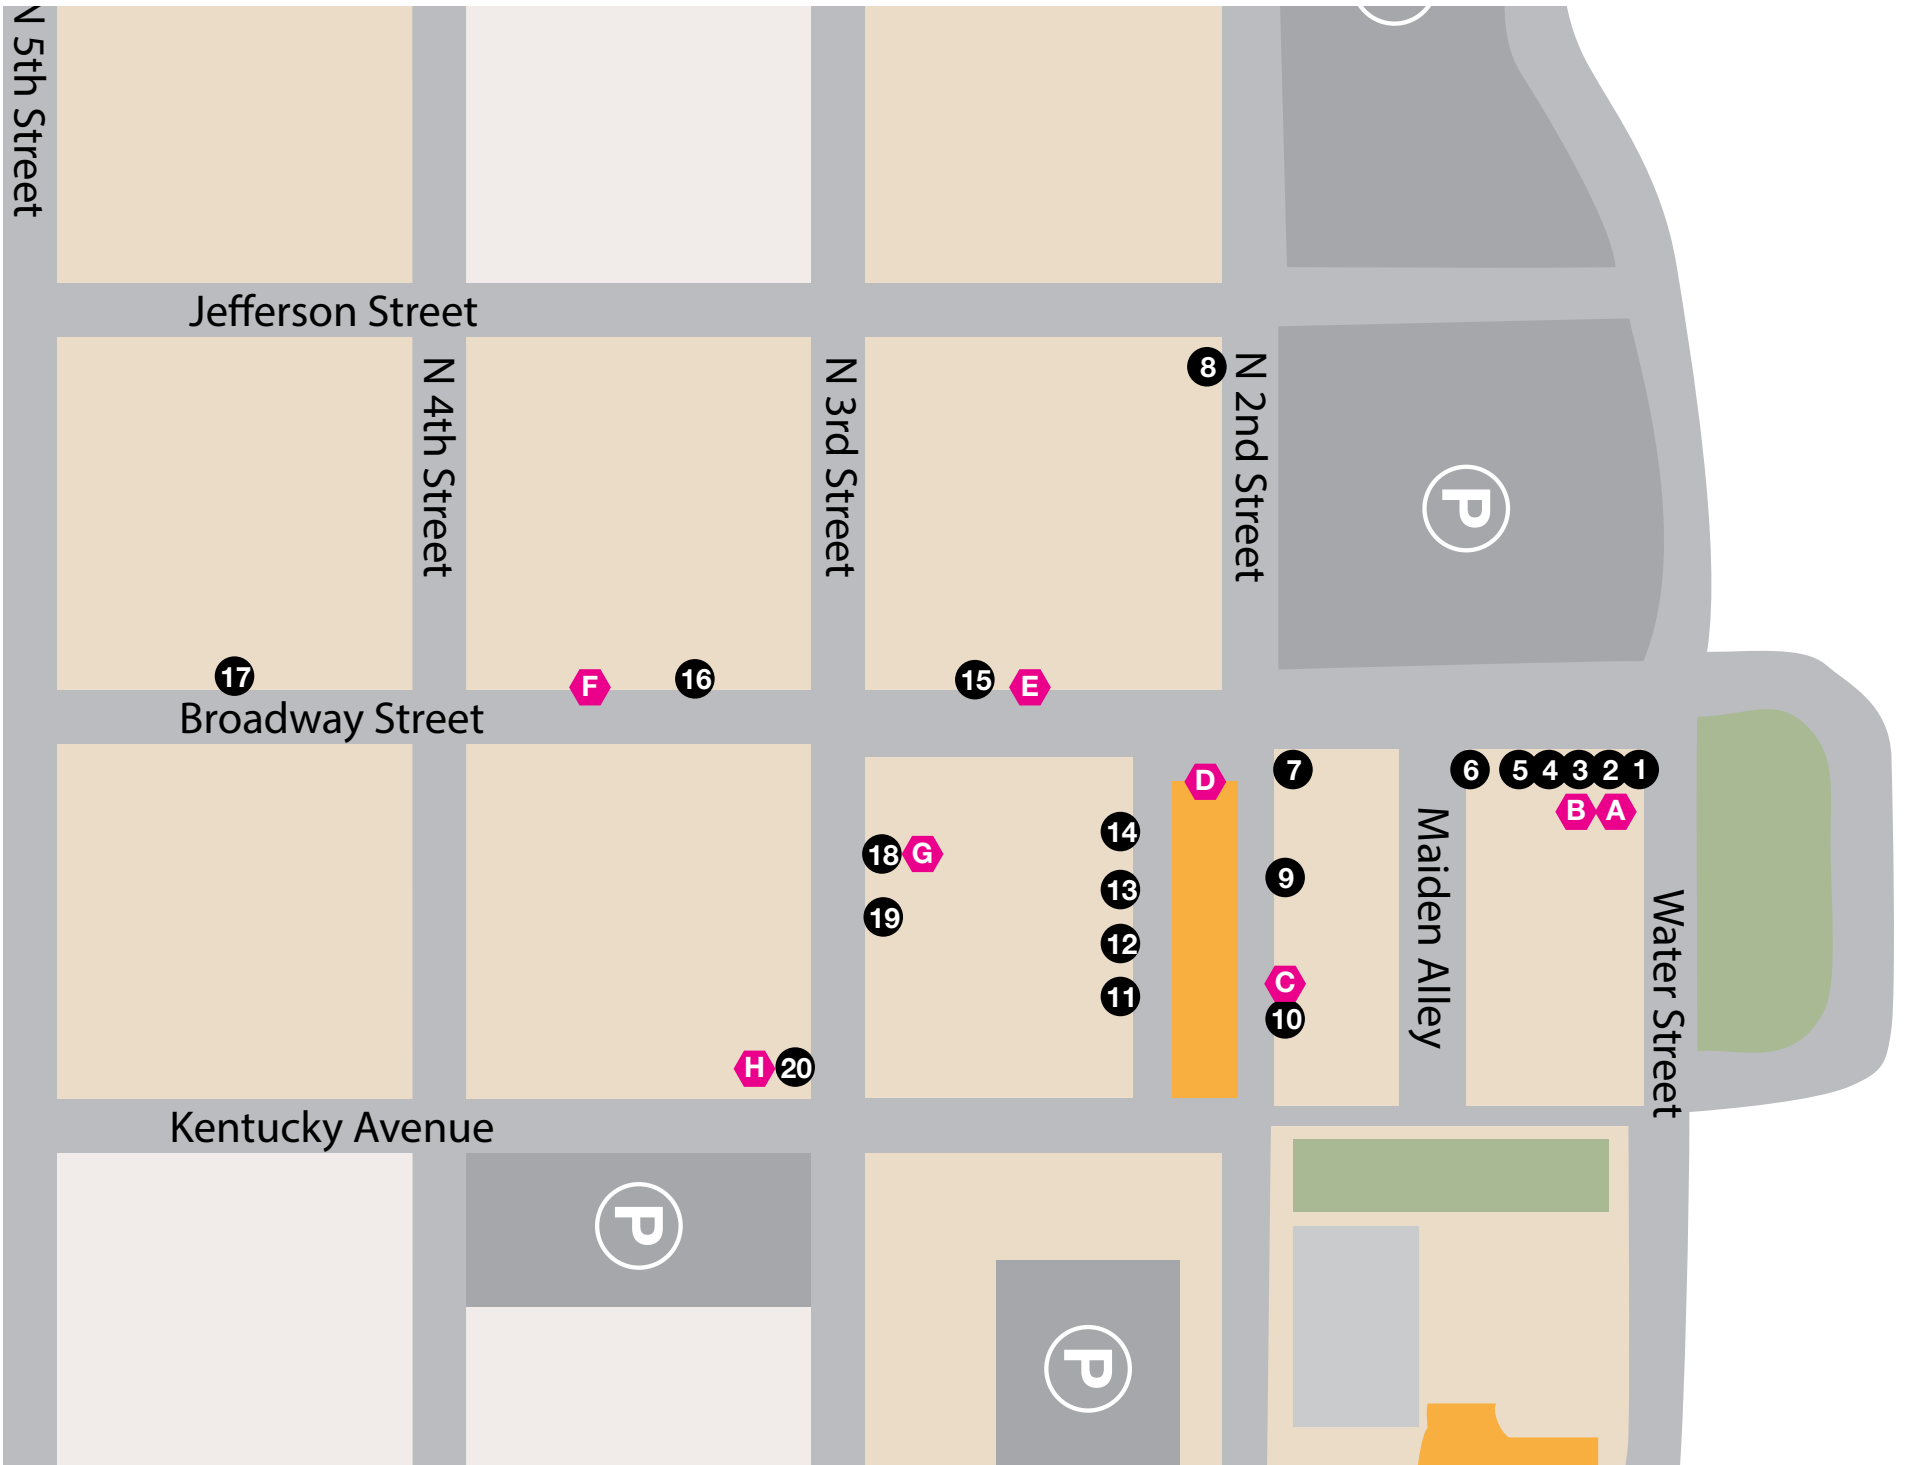 N 5th Street
Jefferson Street
N 4th Street
N 3rd Street
8
N 2nd Street
P
17
F
16
15
E
Broadway Street
7
6
5
4
3
2
1
D
B
A
14
18
G
9
13
19
12
Maiden Alley
C
11
10
Water Street
H
20
Kentucky Avenue
P
P